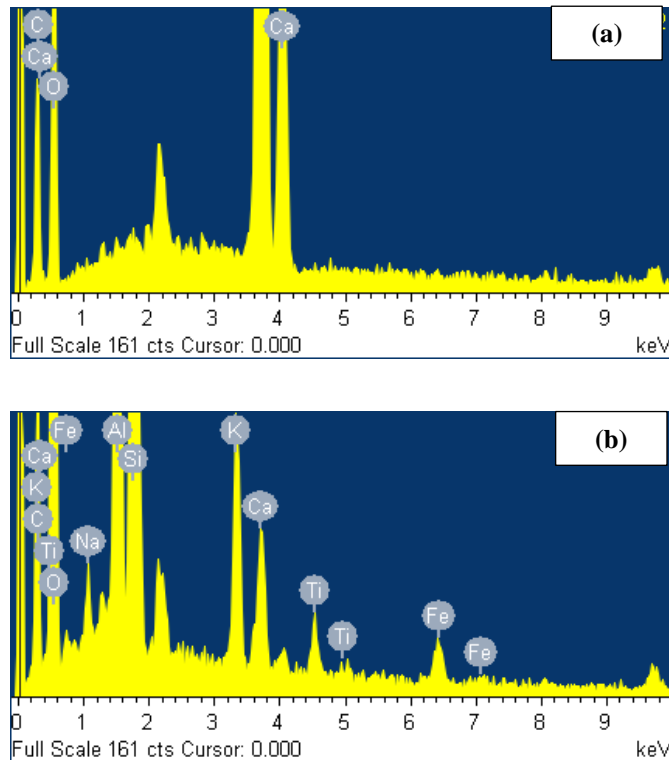 (a)
C
Ca
Ca
O
0 1 2 3 4 5 6 7 8 9
Full Scale 161 cts Cursor: 0.000 keV
(b)
Fe Al K
Ca Si
K
C Ca
Ti Na
O Ti Fe
Ti Fe
0 1 2 3 4 5 6 7 8 9
Full Scale 161 cts Cursor: 0.000 keV